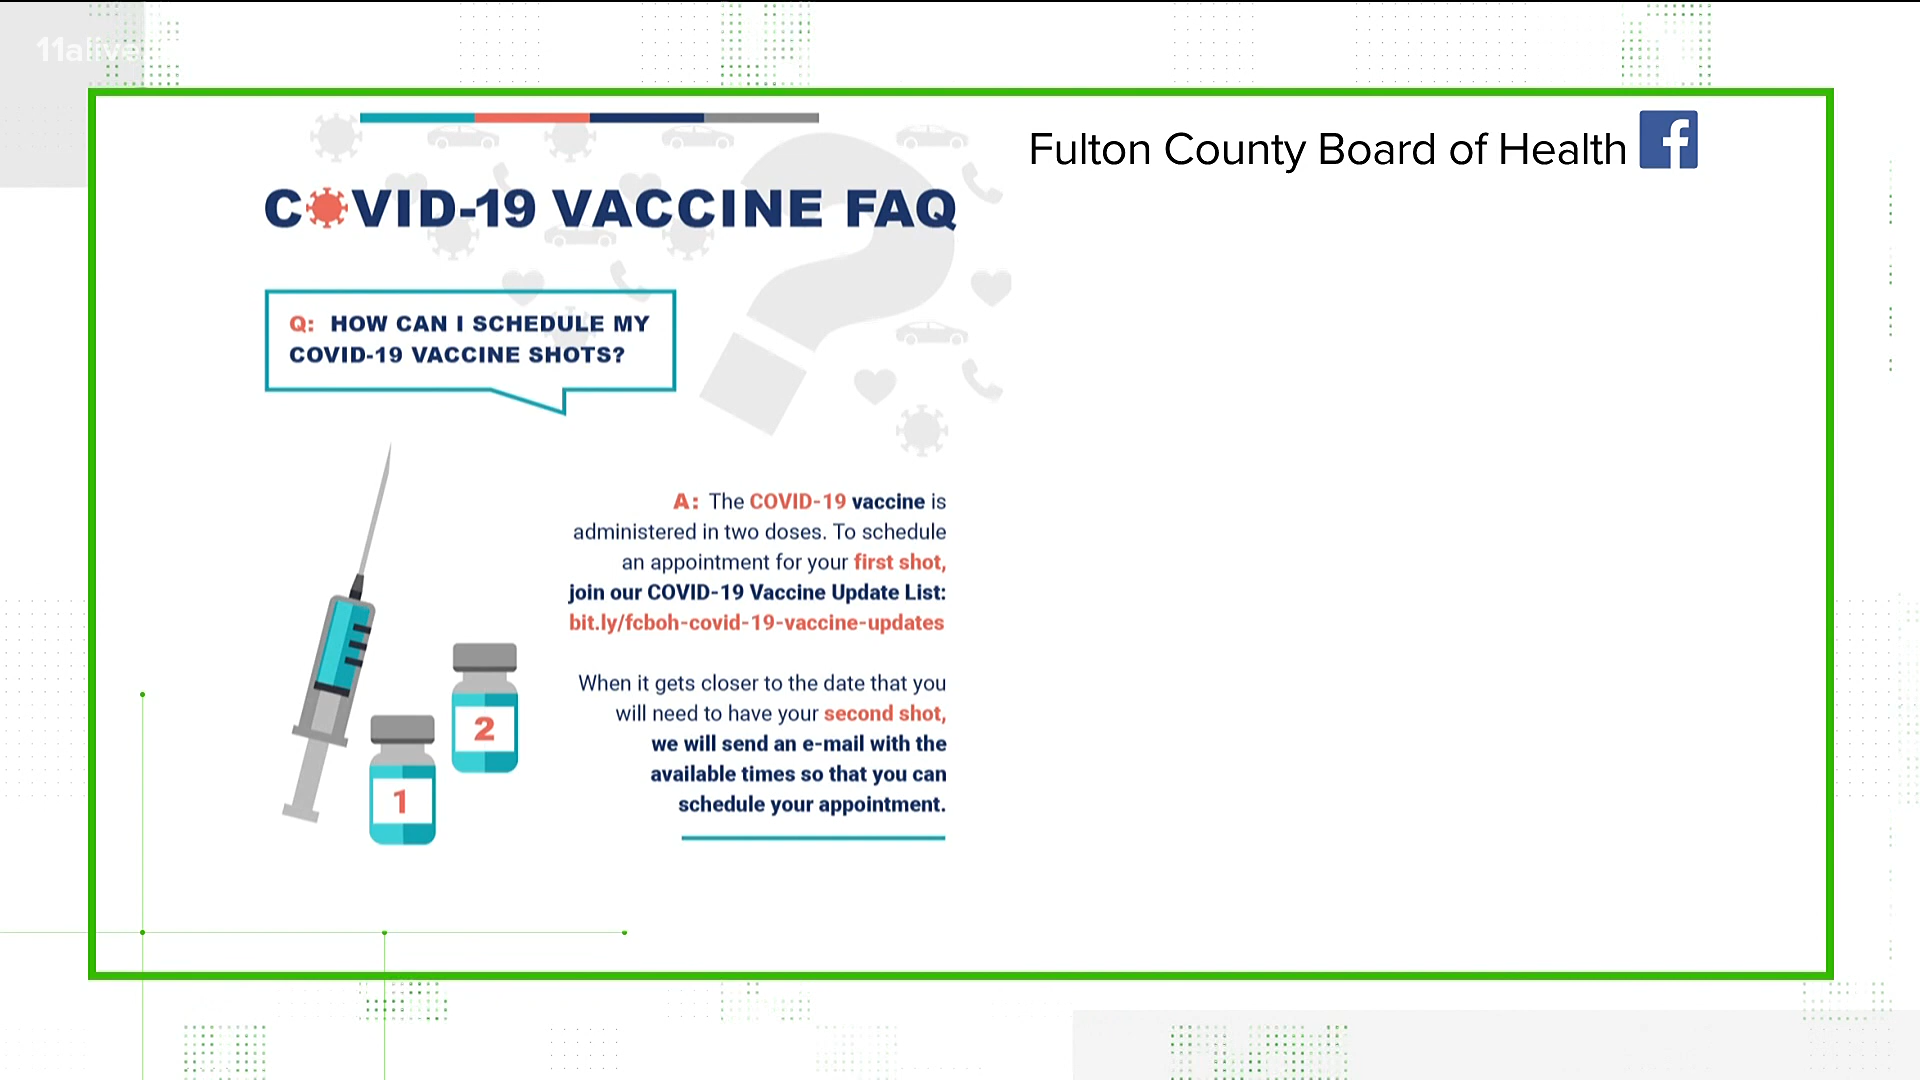 11alive
Fulton County Board of Health
COVID-19 VACCINE FAQ
Q: HOW CAN I SCHEDULE MY
COVID-19 VACCINE SHOTS?
A: The COVID-19 vaccine is
administered in two doses. To schedule
an appointment for your first shot,
join our COVID-19 Vaccine Update List:
bit.ly/fcboh-covid-19-vaccine-updates
When it gets closer to the date that you
will need to have your second shot,
we will send an e-mail with the
available times so that you can
schedule your appointment.
2
1